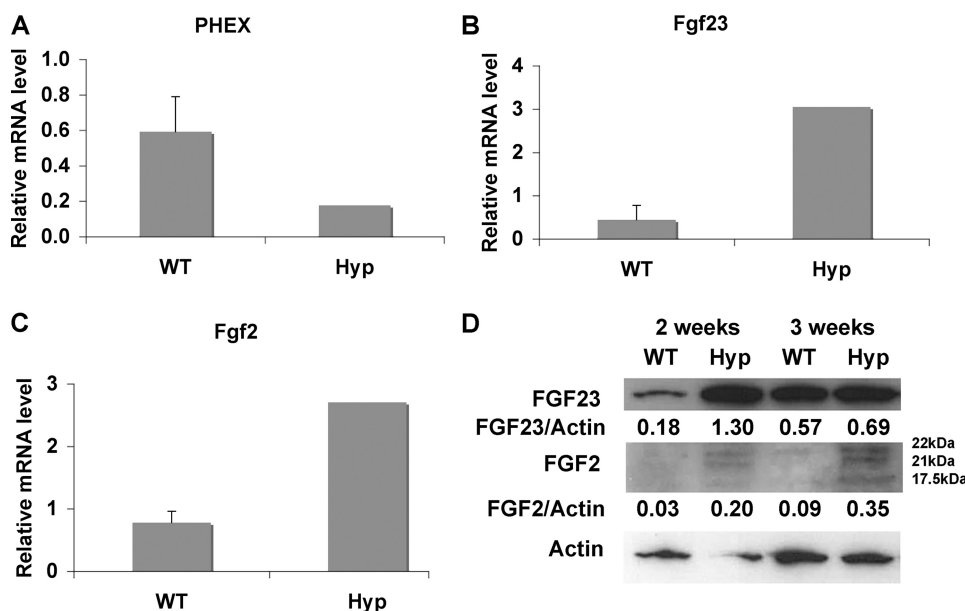 A
PHEX
Relative mRNA level
1.0
0.8
0.6
0.4
0.2
0.0
WT Hyp
B
Fgf23
Relative mRNA level
4
3
2
1
0
WT Hyp
C
Fgf2
Relative mRNA level
3
2
1
0
WT Hyp
D
2 weeks 3 weeks
WT Hyp WT Hyp
FGF23
FGF23/Actin 0.18 1.30 0.57 0.69
FGF2
22kDa
21kDa
17.5kDa
FGF2/Actin 0.03 0.20 0.09 0.35
Actin